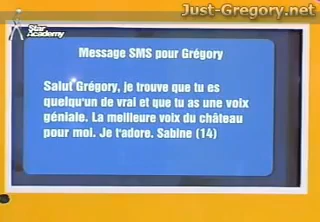 Just-Gregory.net
Star
Academy
Message SMS pour Grégory
Salut Grégory, je trouve que tu es
quelqu'un de vrai et que tu as une voix
géniale. La meilleure voix du château
pour moi. Je t'adore. Sabine (14)